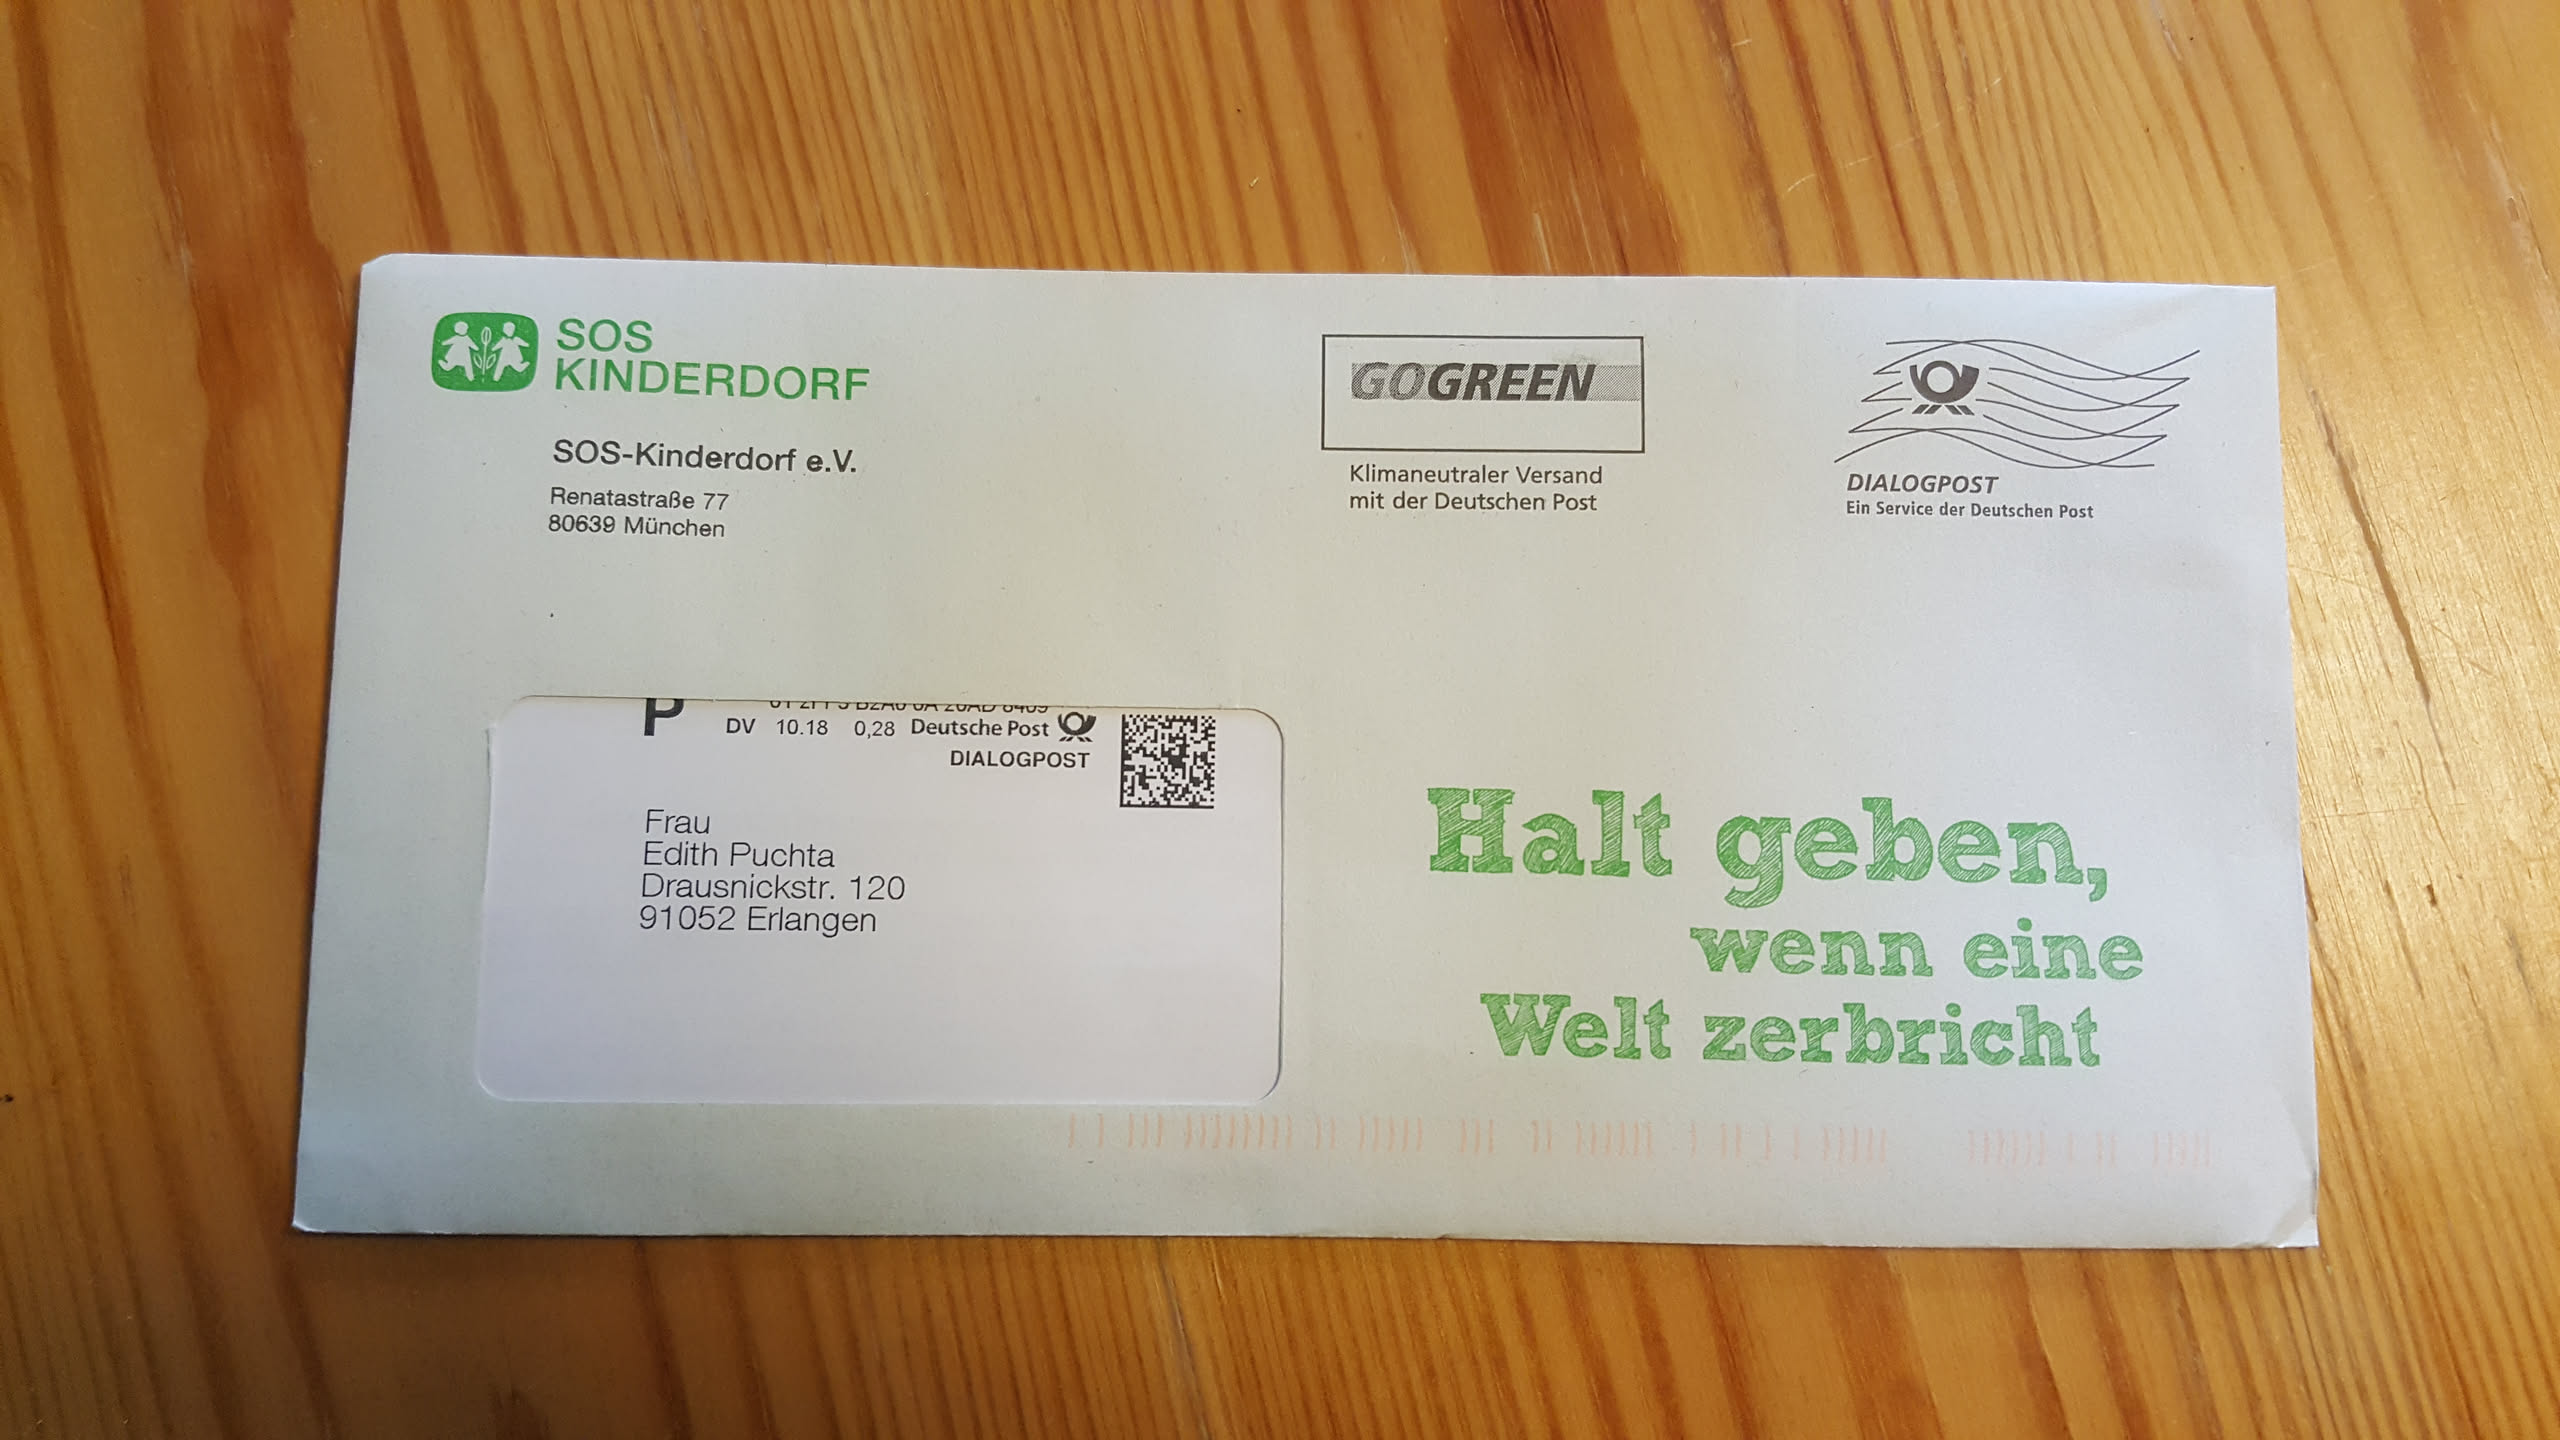 SOS
KINDERDORF
SOS-Kinderdorf e.V.
Renatastraße 77
80639 München
GOGREEN
Klimaneutraler Versand
mit der Deutschen Post
DIALOGPOST
Ein Service der Deutschen Post
P
DV 10.18 0,28 Deutsche Post
DIALOGPOST
Frau
Edith Puchta
Drausnickstr. 120
91052 Erlangen
Halt geben,
wenn eine
Welt zerbricht